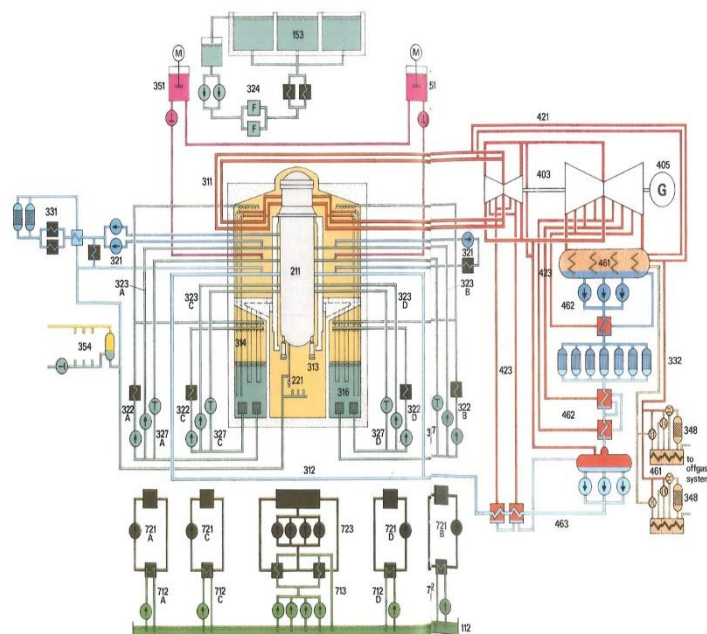 153
M
M
351
324
51
F
F
421
311
403
405
G
331
321
211
321
323
A
323
C
323
D
323
B
423
461
462
354
314
313
332
221
316
423
322
A
327
A
322
C
327
C
327
D
322
D
322
B
462
348
to
offgas
system
312
461
348
463
721
A
721
C
723
721
D
721
B
712
A
712
C
713
712
D
112